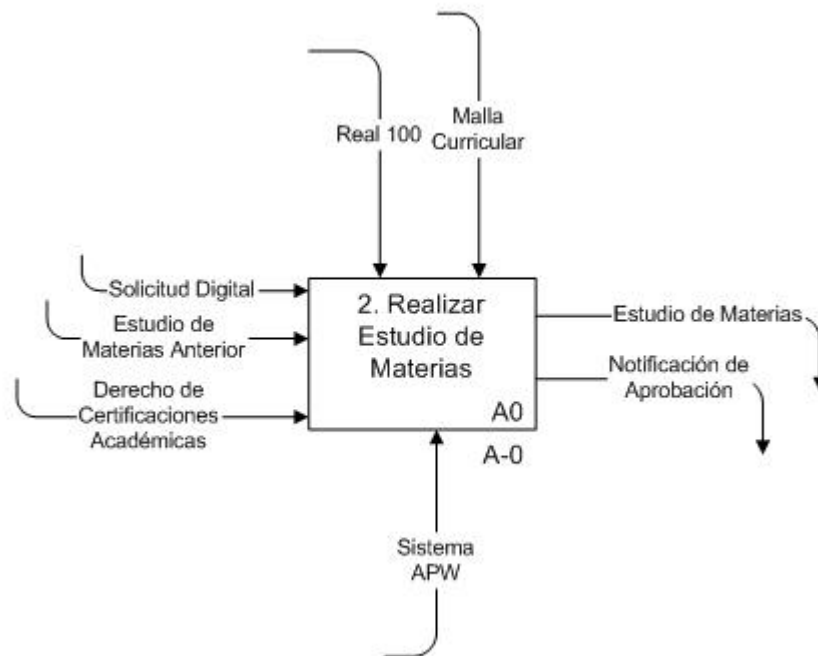 Real 100
Malla
Curricular
Solicitud Digital
Estudio de
Materias Anterior
Derecho de
Certificaciones
Académicas
2. Realizar
Estudio de
Materias
A0
A-0
Estudio de Materias
Notificación de
Aprobación
Sistema
APW